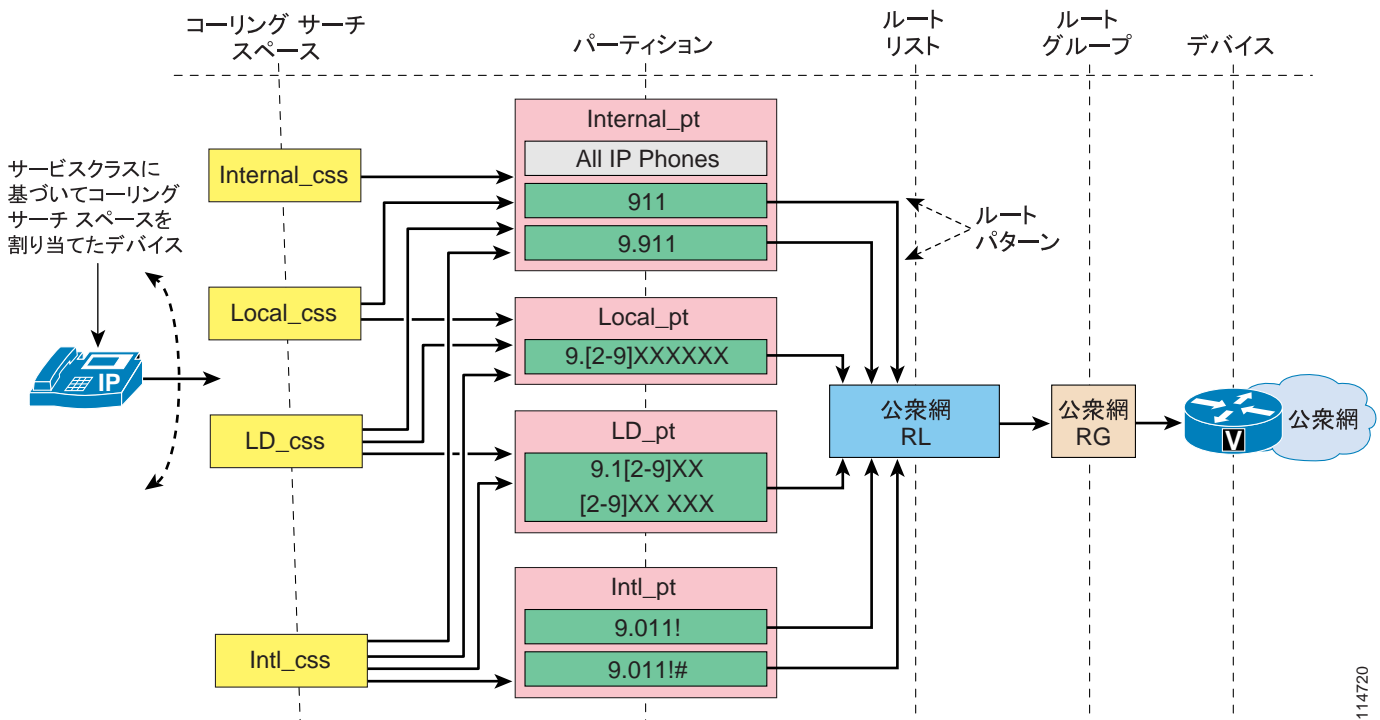 コーリング サーチ
スペース
パーティション
ルート
リスト
ルート
グループ
デバイス
サービスクラスに
基づいてコーリング
サーチ スペースを
割り当てたデバイス
IP
Internal_css
Local_css
LD_css
Intl_css
Internal_pt
All IP Phones
911
9.911
Local_pt
9.[2-9]XXXXXX
LD_pt
9.1[2-9]XX
[2-9]XX XXX
Intl_pt
9.011!
9.011!#
ルート
パターン
公衆網
RL
公衆網
RG
V
公衆網
114720